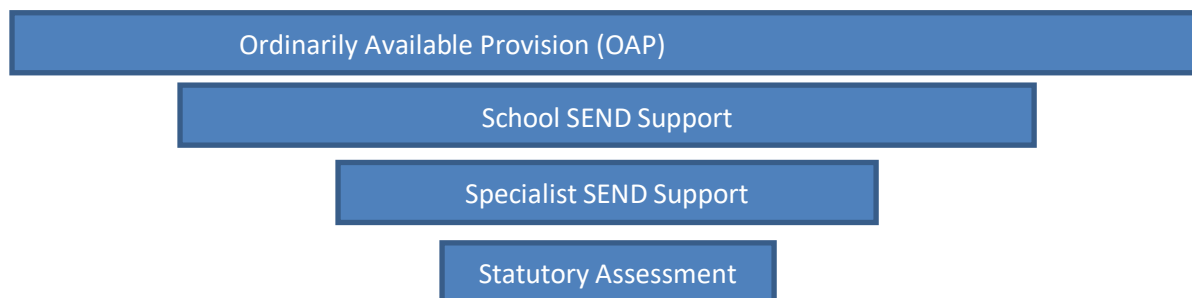 Ordinarily Available Provision (OAP)
School SEND Support
Specialist SEND Support
Statutory Assessment